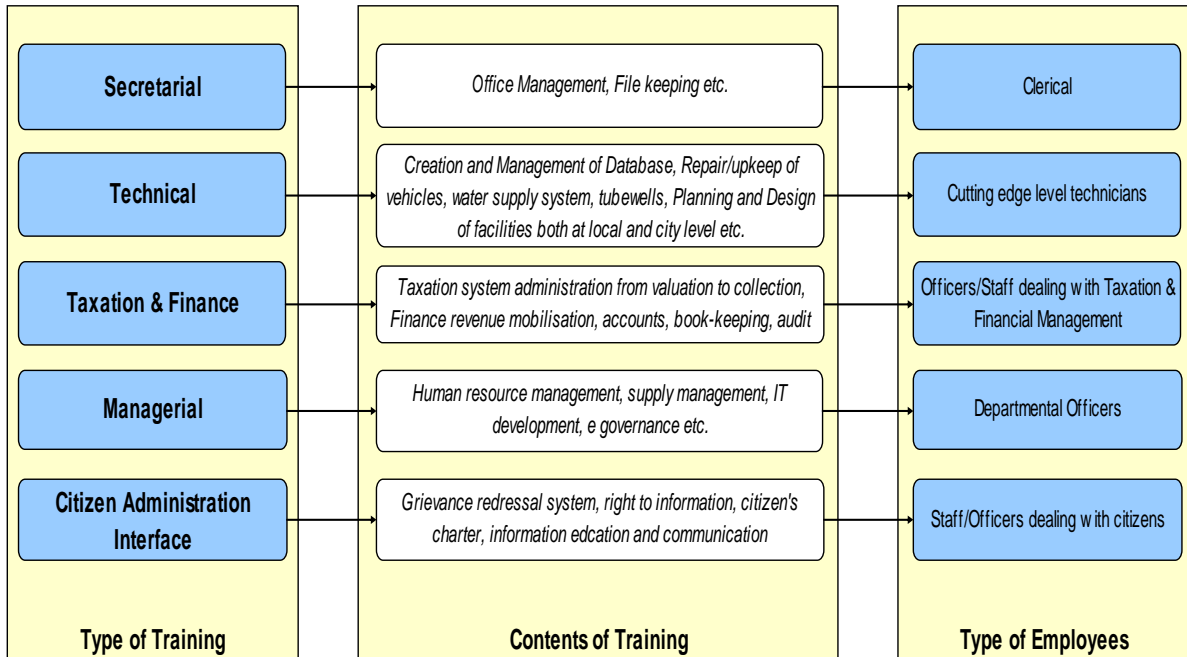 Secretarial
Office Management, File keeping etc.
Clerical
Technical
Creation and Management of Database, Repair/upkeep of
vehicles, water supply system, tubewells, Planning and Design
of facilities both at local and city level etc.
Cutting edge level technicians
Taxation & Finance
Taxation system administration from valuation to collection,
Finance revenue mobilisation, accounts, book-keeping, audit
Officers/Staff dealing with Taxation &
Financial Management
Managerial
Human resource management, supply management, IT
development, e governance etc.
Departmental Officers
Citizen Administration
Interface
Grievance redressal system, right to information, citizen's
charter, information edcation and communication
Staff/Officers dealing with citizens
Type of Training
Contents of Training
Type of Employees